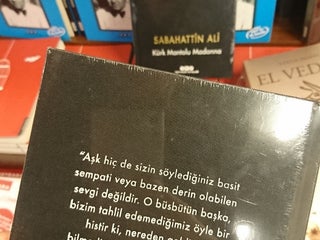 SABAHATTİN ALİ
Kürk Mantolu Madonna
EL VED
"Aşk hiç de sizin söylediğiniz basit
sempati veya bazen derin olabilen
sevgi değildir. O büsbütün başka,
bizim tahlil edemediğimiz öyle bir
histir ki, nereden